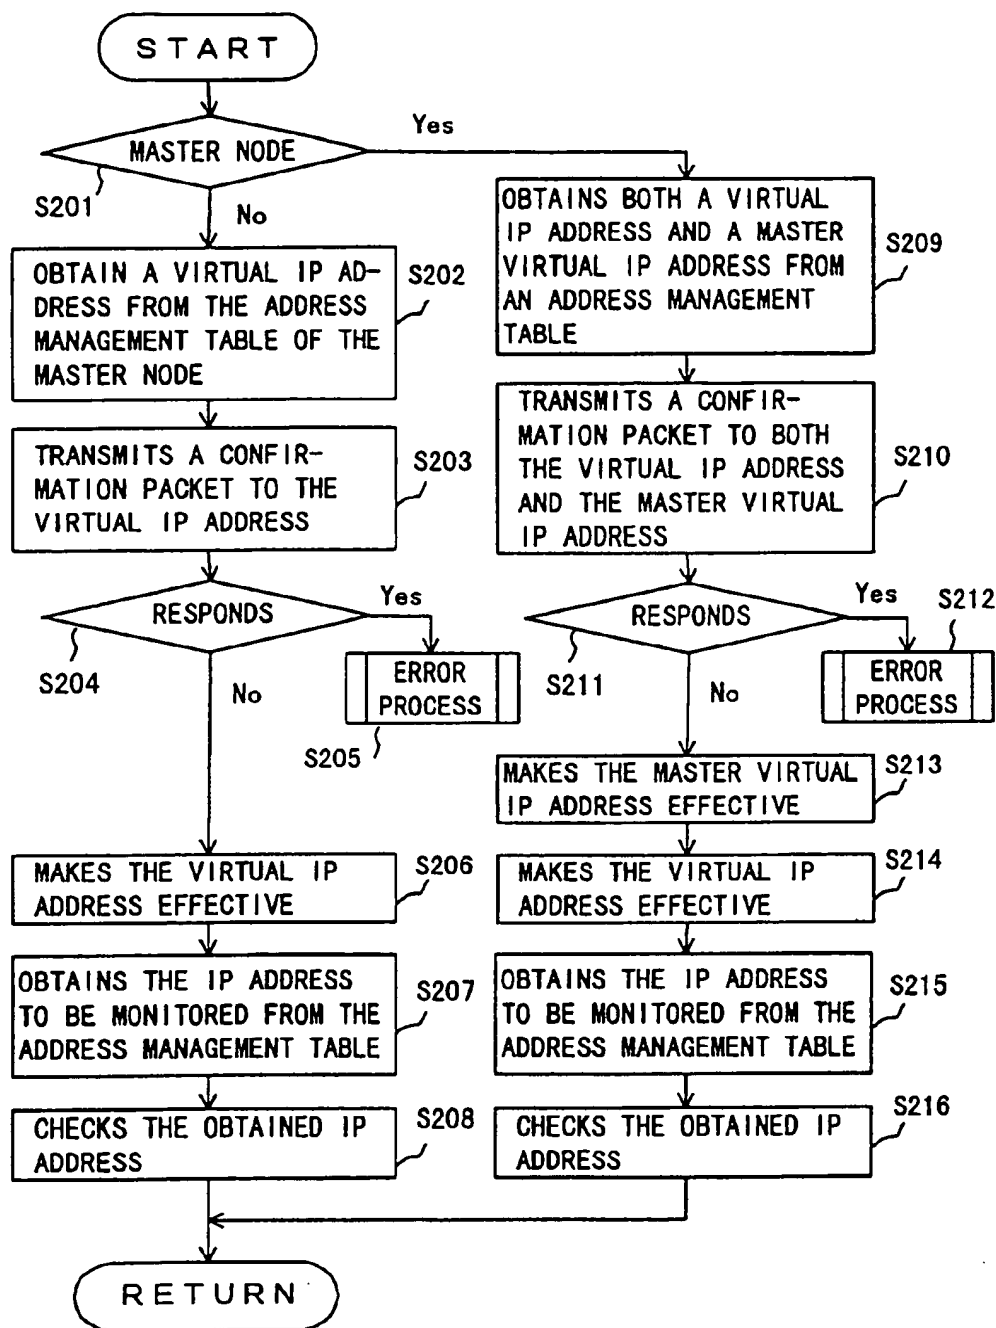 START
MASTER NODE
Yes
S201
No
OBTAIN A VIRTUAL IP AD-
DRESS FROM THE ADDRESS
MANAGEMENT TABLE OF THE
MASTER NODE
S202
TRANSMITS A CONFIR-
MATION PACKET TO THE
VIRTUAL IP ADDRESS
S203
RESPONDS
Yes
S204
No
ERROR
PROCESS
S205
MAKES THE VIRTUAL IP
ADDRESS EFFECTIVE
S206
OBTAINS THE IP ADDRESS
TO BE MONITORED FROM THE
ADDRESS MANAGEMENT TABLE
S207
CHECKS THE OBTAINED IP
ADDRESS
S208
OBTAINS BOTH A VIRTUAL
IP ADDRESS AND A MASTER
VIRTUAL IP ADDRESS FROM
AN ADDRESS MANAGEMENT
TABLE
S209
TRANSMITS A CONFIR-
MATION PACKET TO BOTH
THE VIRTUAL IP ADDRESS
AND THE MASTER VIRTUAL
IP ADDRESS
S210
RESPONDS
Yes
S211
No
S212
ERROR
PROCESS
MAKES THE MASTER VIRTUAL
IP ADDRESS EFFECTIVE
S213
MAKES THE VIRTUAL IP
ADDRESS EFFECTIVE
S214
OBTAINS THE IP ADDRESS
TO BE MONITORED FROM THE
ADDRESS MANAGEMENT TABLE
S215
CHECKS THE OBTAINED IP
ADDRESS
S216
RETURN